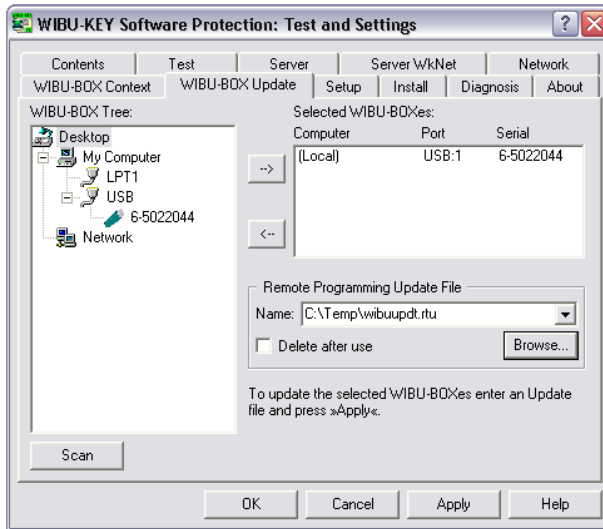 WIBU-KEY Software Protection: Test and Settings
Contents Test Server Server WkNet Network
WIBU-BOX Context WIBU-BOX Update Setup Install Diagnosis About
WIBU-BOX Tree:
Desktop
My Computer
LPT1
USB
6-5022044
Network
Scan
Selected WIBU-BOXes:
Computer Port Serial
(Local) USB:1 6-5022044
-->
<--
Remote Programming Update File
Name: C:\Temp\wibuupdt.rtu
Delete after use Browse...
To update the selected WIBU-BOXes enter an Update
file and press »Apply«.
OK Cancel Apply Help